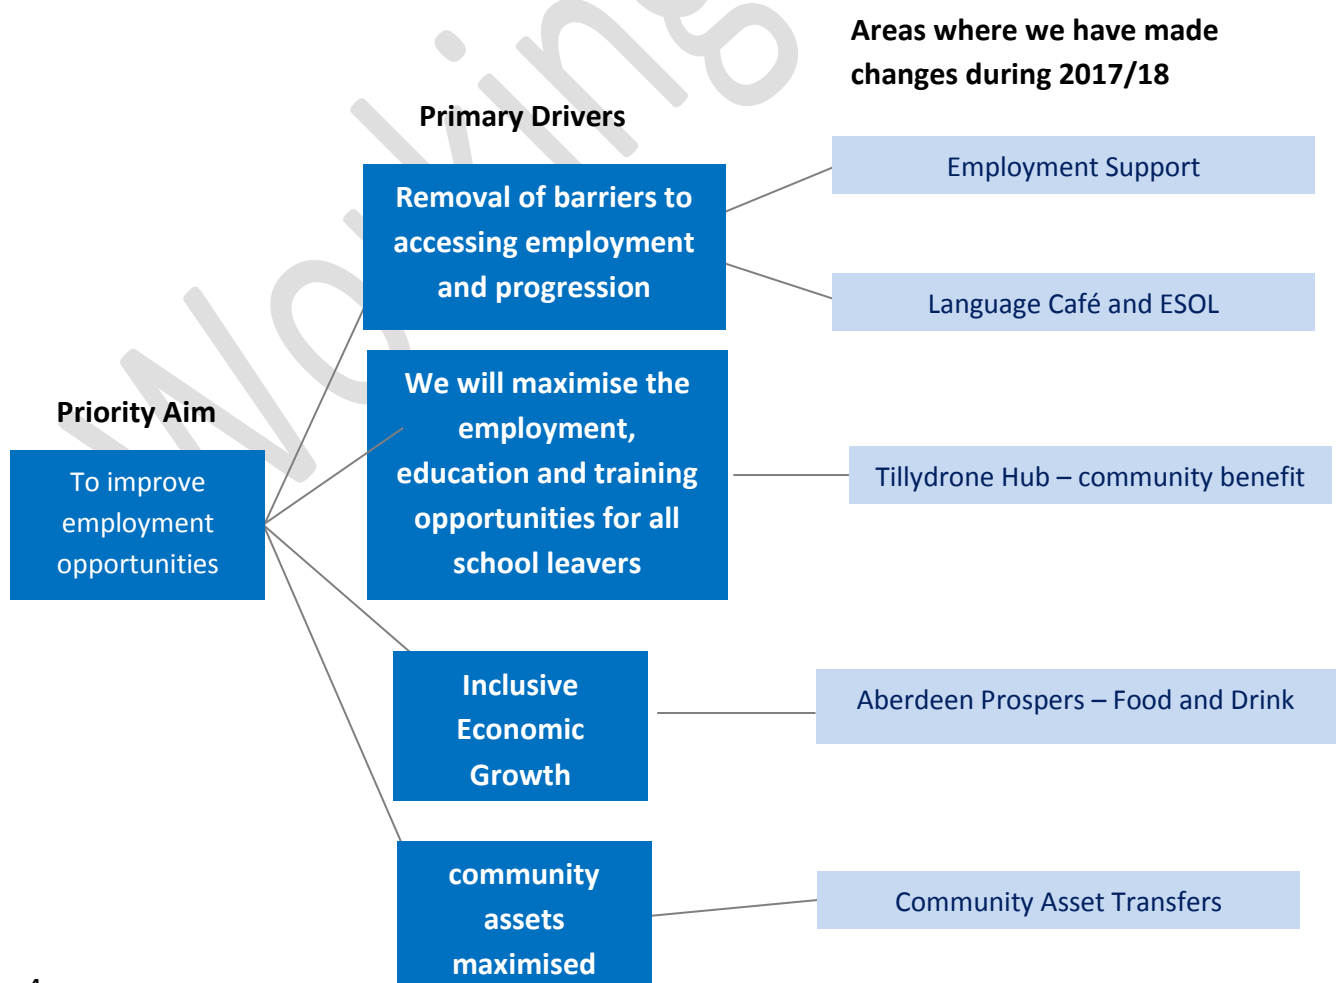 Areas where we have made
changes during 2017/18
Primary Drivers
Employment Support
Removal of barriers to
accessing employment
and progression
Language Café and ESOL
We will maximise the
employment,
education and training
opportunities for all
school leavers
Priority Aim
To improve
employment
opportunities
Tillydrone Hub – community benefit
Inclusive
Economic
Growth
Aberdeen Prospers – Food and Drink
community
assets
maximised
Community Asset Transfers
Working